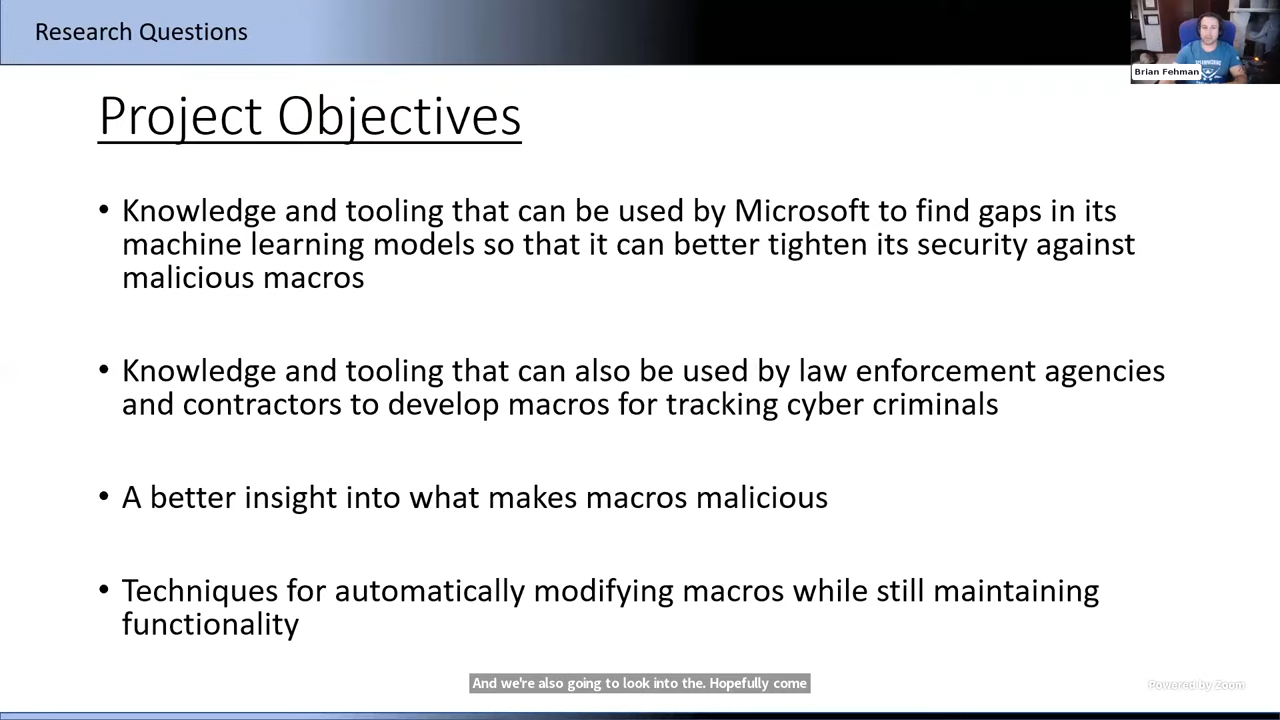 Research Questions
Brian Fehman
Project Objectives
• Knowledge and tooling that can be used by Microsoft to find gaps in its
machine learning models so that it can better tighten its security against
malicious macros
• Knowledge and tooling that can also be used by law enforcement agencies
and contractors to develop macros for tracking cyber criminals
• A better insight into what makes macros malicious
• Techniques for automatically modifying macros while still maintaining
functionality
And we're also going to look into the. Hopefully come
Powered by Zoom